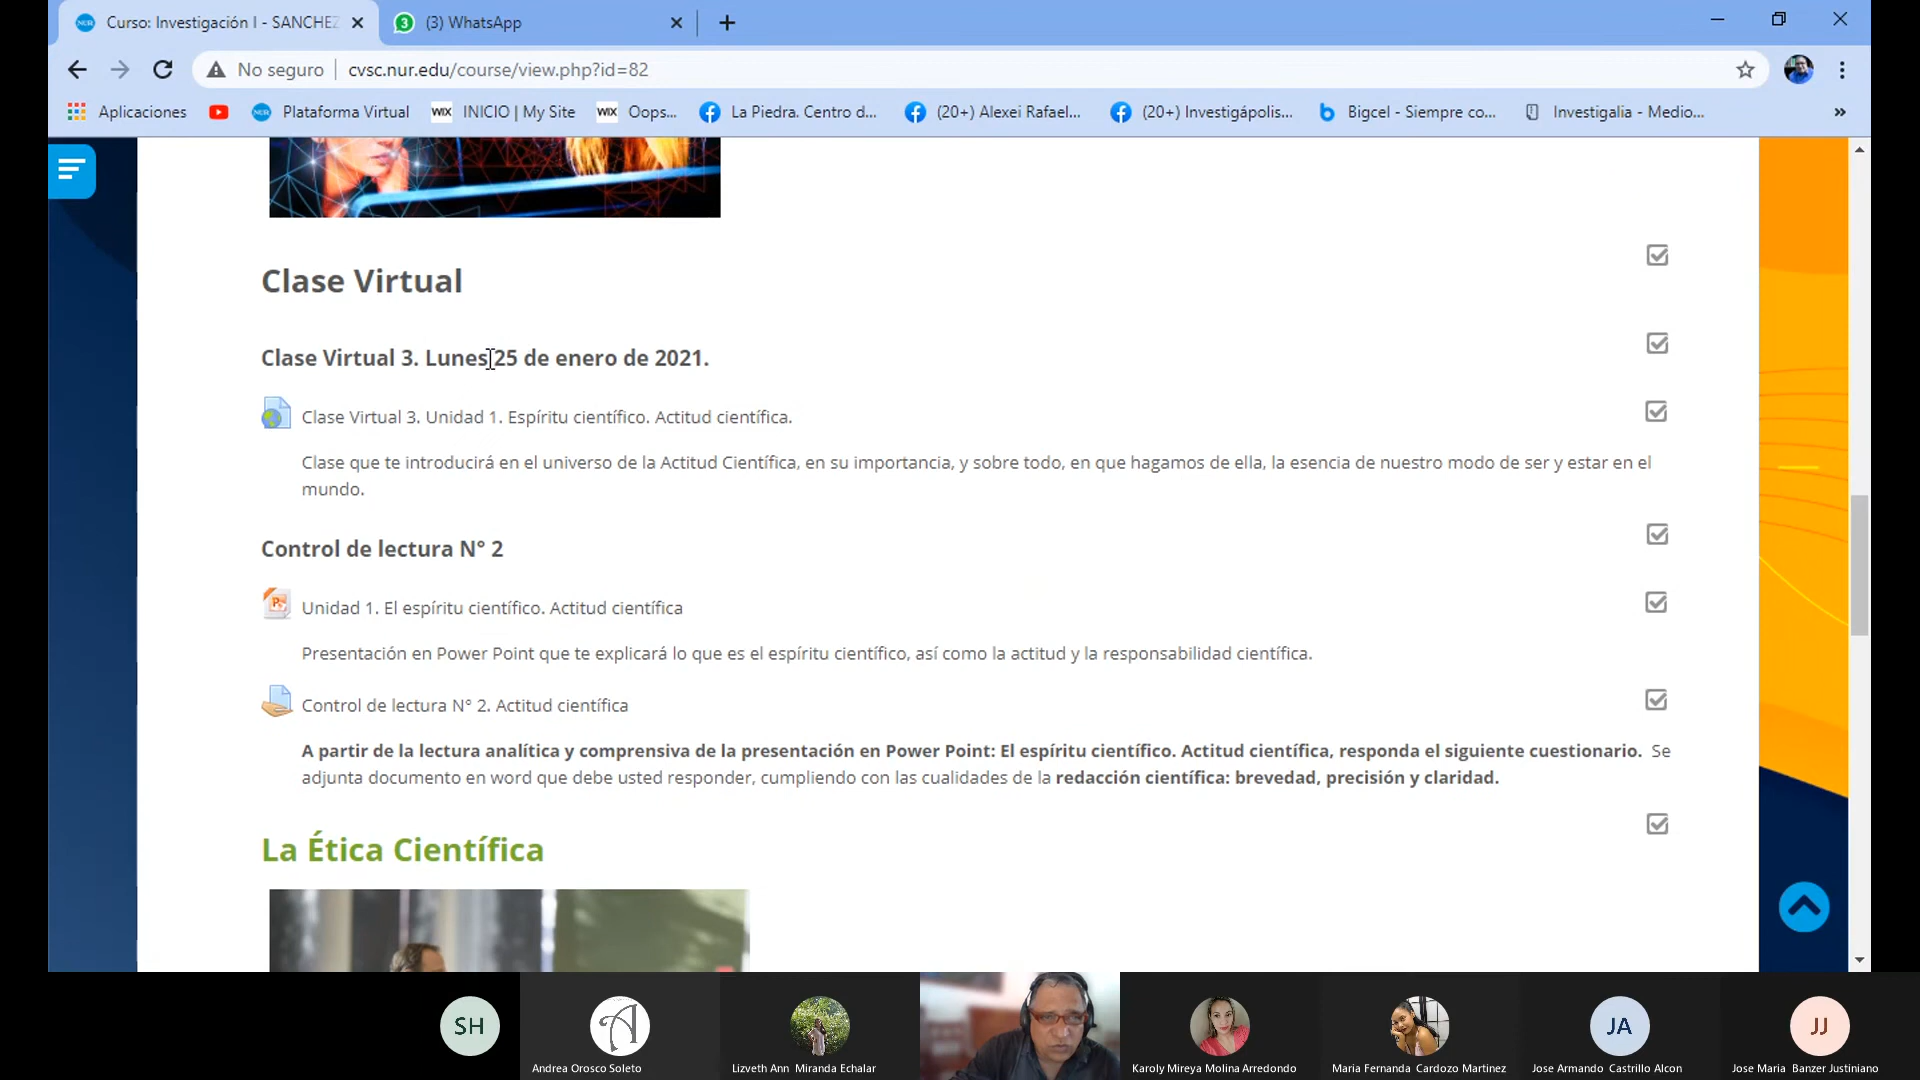 Curso: Investigación I - SANCHEZ
(3) WhatsApp
No seguro
cvsc.nur.edu/course/view.php?id=82
Aplicaciones
Plataforma Virtual
WIX INICIO | My Site
WIX Oops...
La Piedra. Centro d...
(20+) Alexei Rafael...
(20+) Investigápolis...
Bigcel - Siempre co...
Investigalia - Medio...
»
Clase Virtual
Clase Virtual 3. Lunes 25 de enero de 2021.
Clase Virtual 3. Unidad 1. Espíritu científico. Actitud científica.
Clase que te introducirá en el universo de la Actitud Científica, en su importancia, y sobre todo, en que hagamos de ella, la esencia de nuestro modo de ser y estar en el
mundo.
Control de lectura N° 2
Unidad 1. El espíritu científico. Actitud científica
Presentación en Power Point que te explicará lo que es el espíritu científico, así como la actitud y la responsabilidad científica.
Control de lectura N° 2. Actitud científica
A partir de la lectura analítica y comprensiva de la presentación en Power Point: El espíritu científico. Actitud científica, responda el siguiente cuestionario. Se
adjunta documento en word que debe usted responder, cumpliendo con las cualidades de la redacción científica: brevedad, precisión y claridad.
La Ética Científica
SH
JA
JJ
Andrea Orosco Soleto
Lizveth Ann Miranda Echalar
Karoly Mireya Molina Arredondo
Maria Fernanda Cardozo Martinez
Jose Armando Castrillo Alcon
Jose Maria Banzer Justiniano